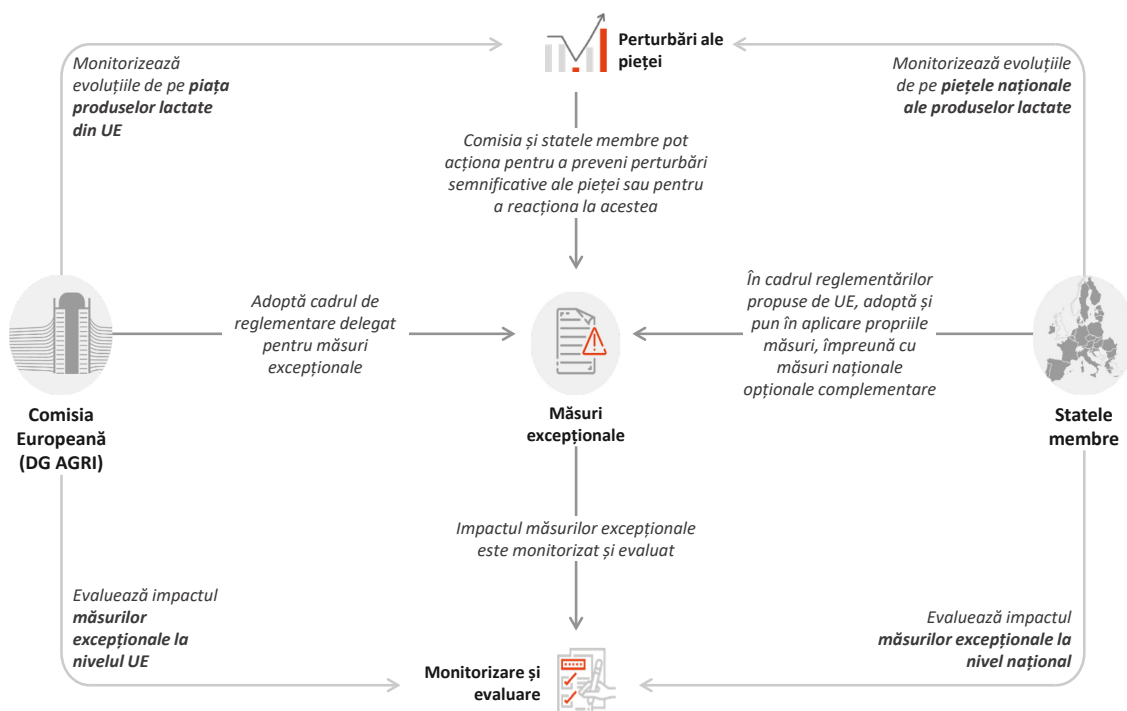 Perturbări ale
pieței
Monitorizează
evoluțiile de pe piața
produselor lactate
din UE
Monitorizează evoluțiile
de pe piețele naționale
ale produselor lactate
Comisia și statele membre pot
acționa pentru a preveni perturbări
semnificative ale pieței sau pentru
a reacționa la acestea
Adoptă cadrul de
reglementare delegat
pentru măsuri
excepționale
În cadrul reglementărilor
propuse de UE, adoptă și
pun în aplicare propriile
măsuri, împreună cu
măsuri naționale
opționale complementare
Comisia
Europeană
(DG AGRI)
Măsuri
excepționale
Statele
membre
Impactul măsurilor excepționale
este monitorizat și evaluat
Evaluează impactul
măsurilor
excepționale la
nivelul UE
Evaluează impactul
măsurilor excepționale la
nivel național
Monitorizare și
evaluare